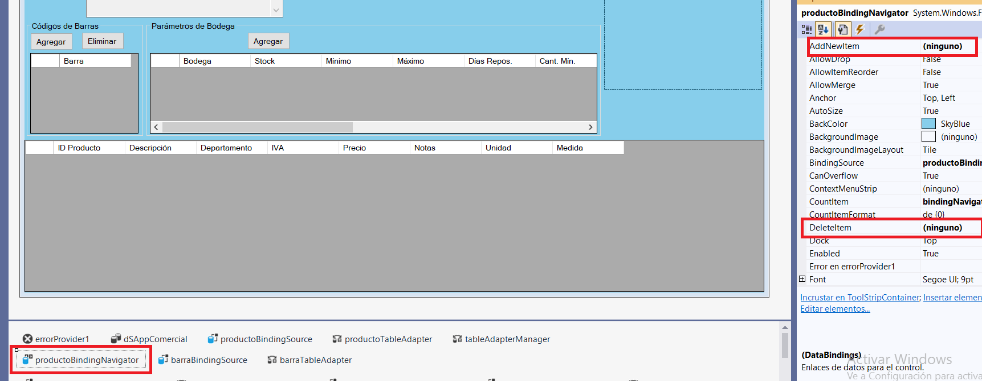 Códigos de Barras
Agregar Eliminar
Barra
Parámetros de Bodega
Agregar
Bodega Stock Mínimo Máximo Días Repos. Cant. Mín.
ID Producto Descripción Departamento IVA Precio Notas Unidad Medida
errorProvider1 dSAppComercial productoBindingSource productoTableAdapter tableAdapterManager
productoBindingNavigator barraBindingSource barraTableAdapter
productoBindingNavigator System.Windows.F
AddNewItem (ninguno)
AllowDrop False
AllowItemReorder False
AllowMerge True
Anchor Top, Left
AutoSize True
BackColor SkyBlue
BackgroundImage (ninguno)
BackgroundImageLayout Tile
BindingSource productoBindin
CanOverflow True
ContextMenuStrip (ninguno)
CountItem bindingNaviga
CountItemFormat de {0}
DeleteItem (ninguno)
Dock Top
Enabled True
Error en errorProvider1
Font Segoe UI; 9pt
Incrustar en ToolStripContainer; Insertar elemen
Editar elementos...
(DataBindings)
Enlaces de datos para el control.
Activar Windows
Ve a Configuración para activa